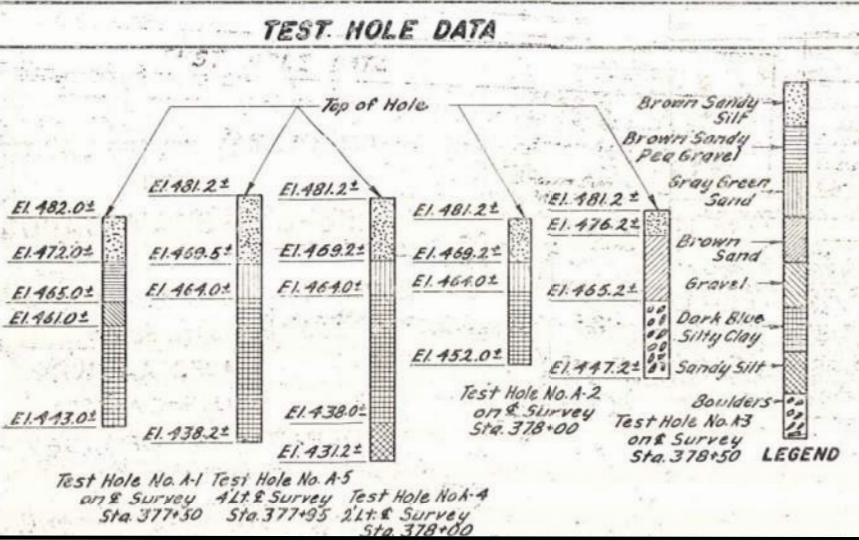 TEST HOLE DATA
Top of Hole
El. 482.0±
El. 472.0±
El. 465.0±
El. 461.0±
El. 443.0±
Test Hole No. A-1
on ℄ Survey
Sta. 377+50
El. 481.2±
El. 469.5±
El. 464.0±
El. 438.2±
Test Hole No. A-5
4' Lt. ℄ Survey
Sta. 377+95
El. 481.2±
El. 469.2±
El. 464.0±
El. 438.0±
El. 431.2±
Test Hole No. A-4
2' Lt. ℄ Survey
Sta. 378+00
El. 481.2±
El. 469.2±
El. 464.0±
El. 452.0±
Test Hole No. A-2
on ℄ Survey
Sta. 378+00
El. 481.2±
El. 476.2±
El. 465.2±
El. 447.2±
Test Hole No. A-3
on ℄ Survey
Sta. 378+50
Brown Sandy
Silt
Brown Sandy
Pea Gravel
Gray Green
Sand
Brown
Sand
Gravel
Dark Blue
Silty Clay
Sandy Silt
Boulders
LEGEND